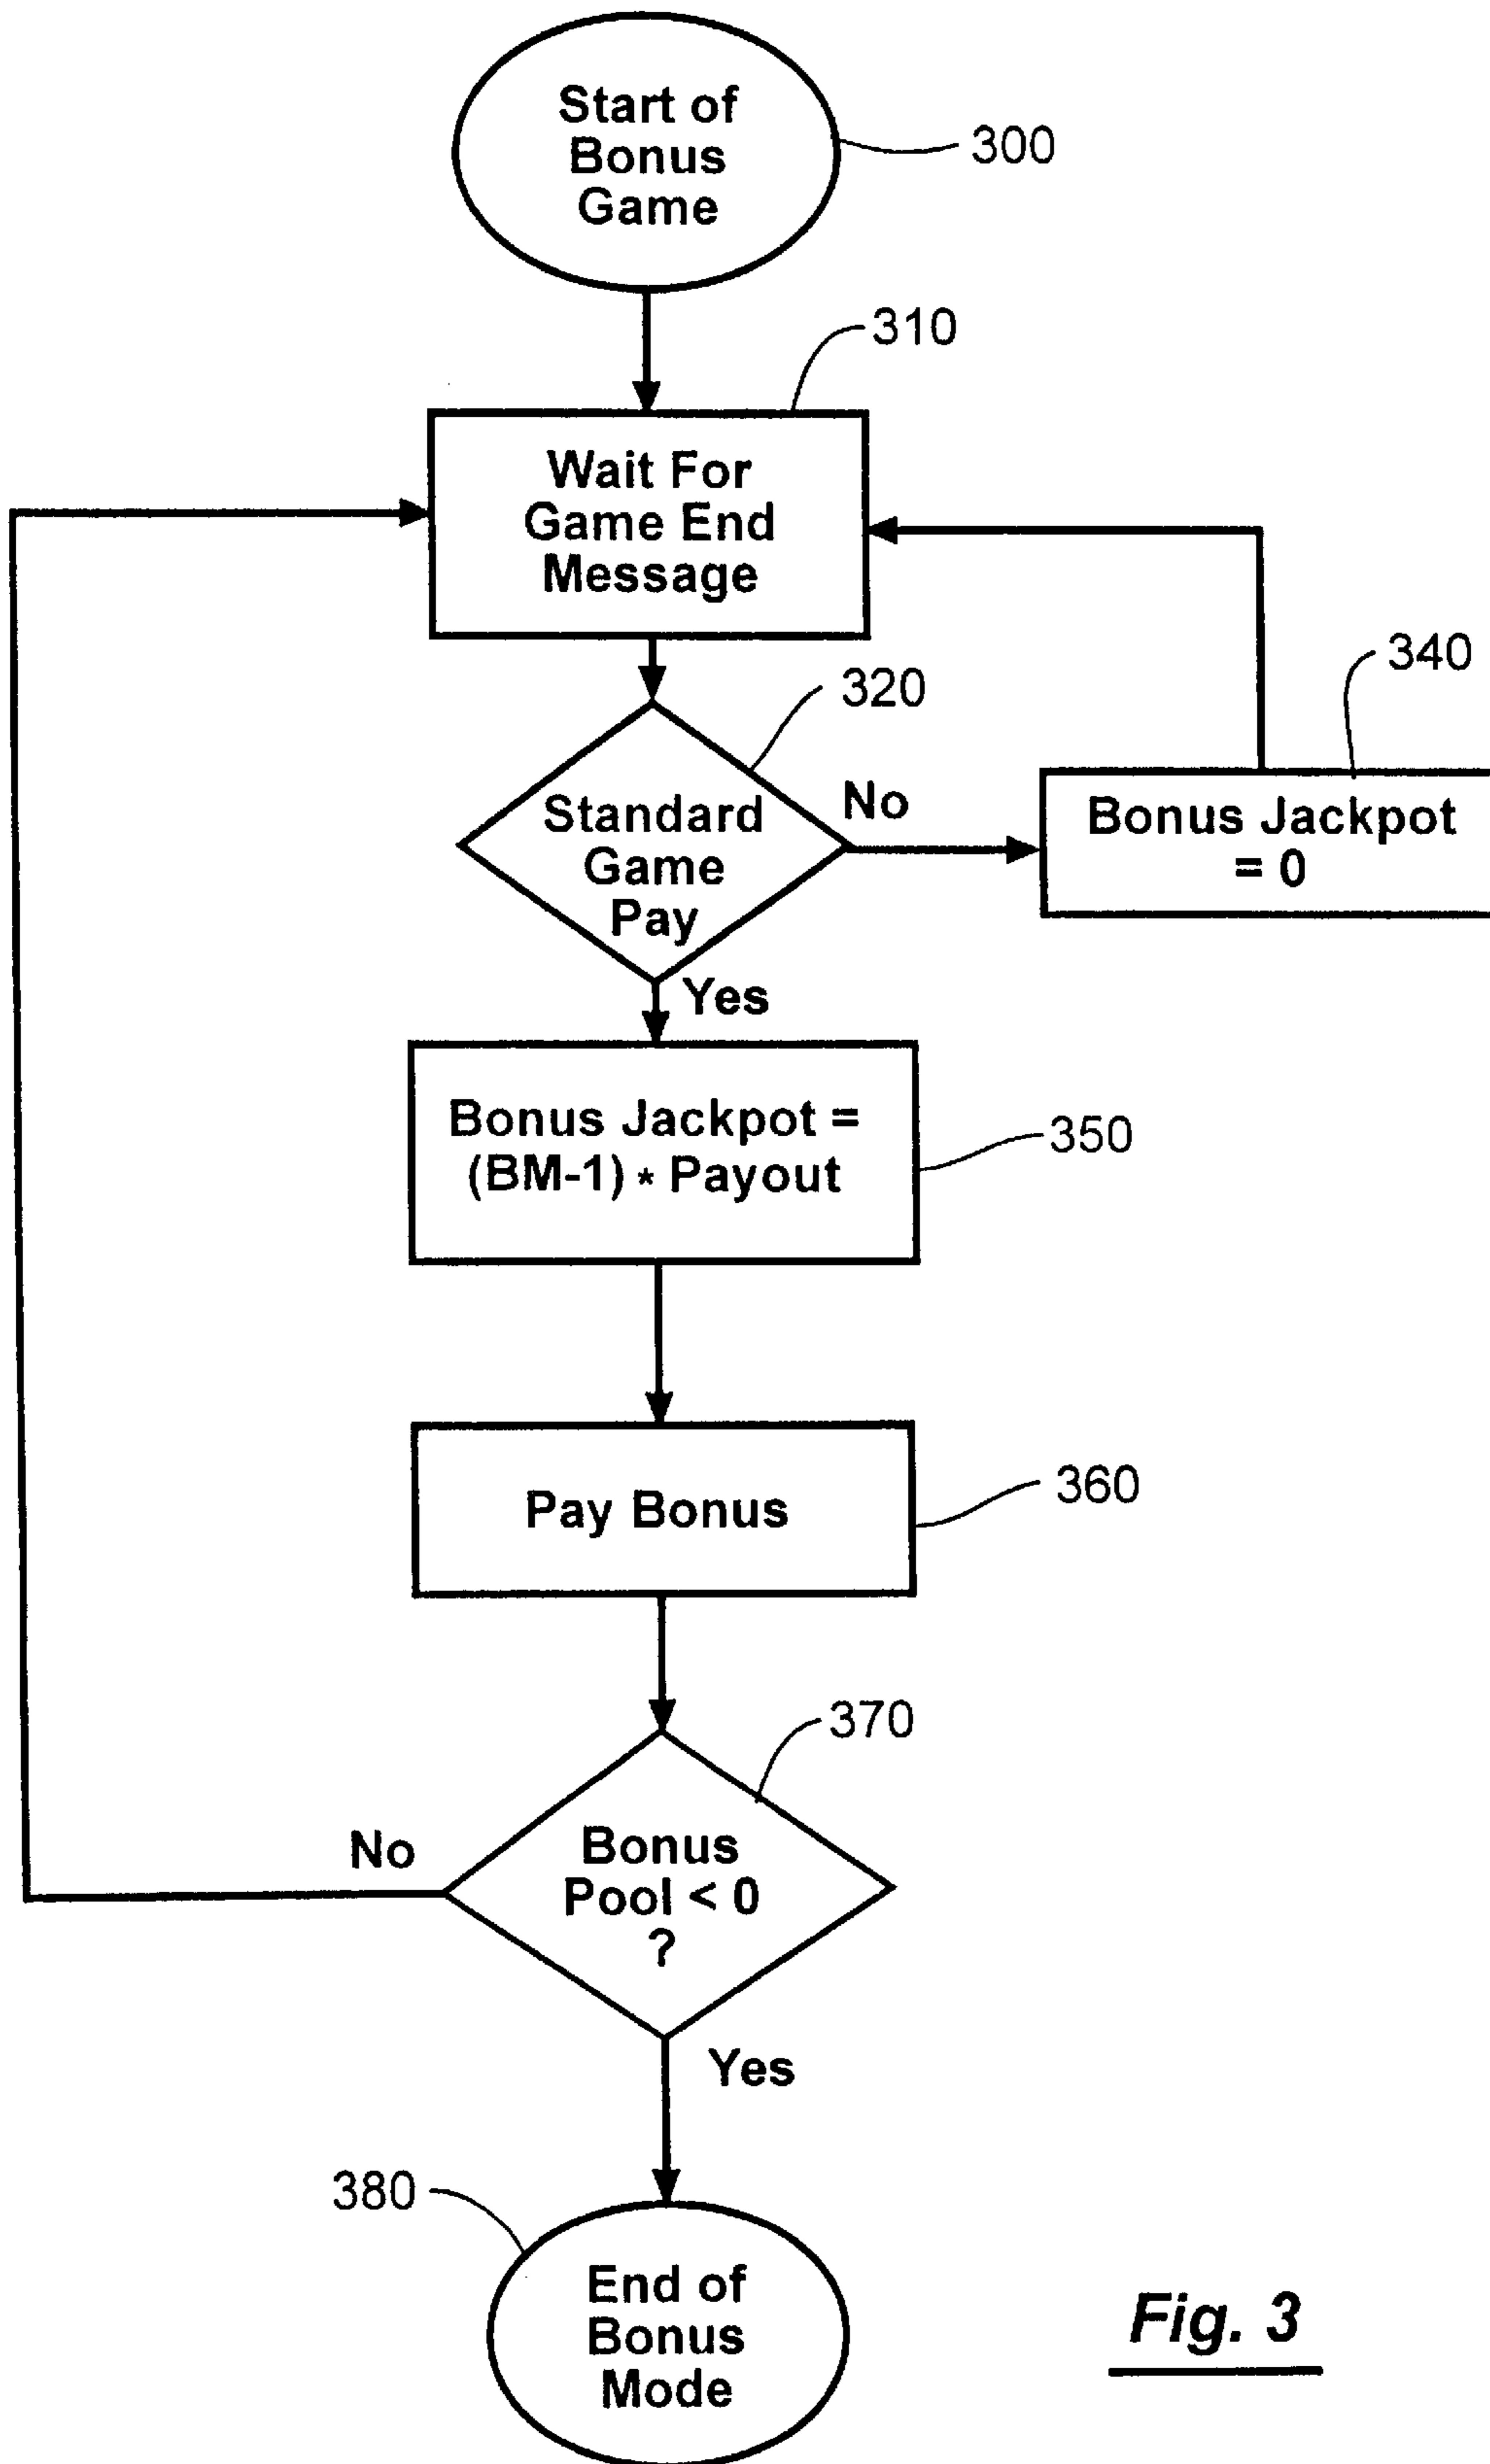 Start of
Bonus
Game
300
310
Wait For
Game End
Message
320
340
Standard
Game
Pay
No
Bonus Jackpot
= 0
Yes
Bonus Jackpot =
(BM-1) * Payout
350
Pay Bonus
360
370
No
Bonus
Pool < 0
?
Yes
380
End of
Bonus
Mode
Fig. 3